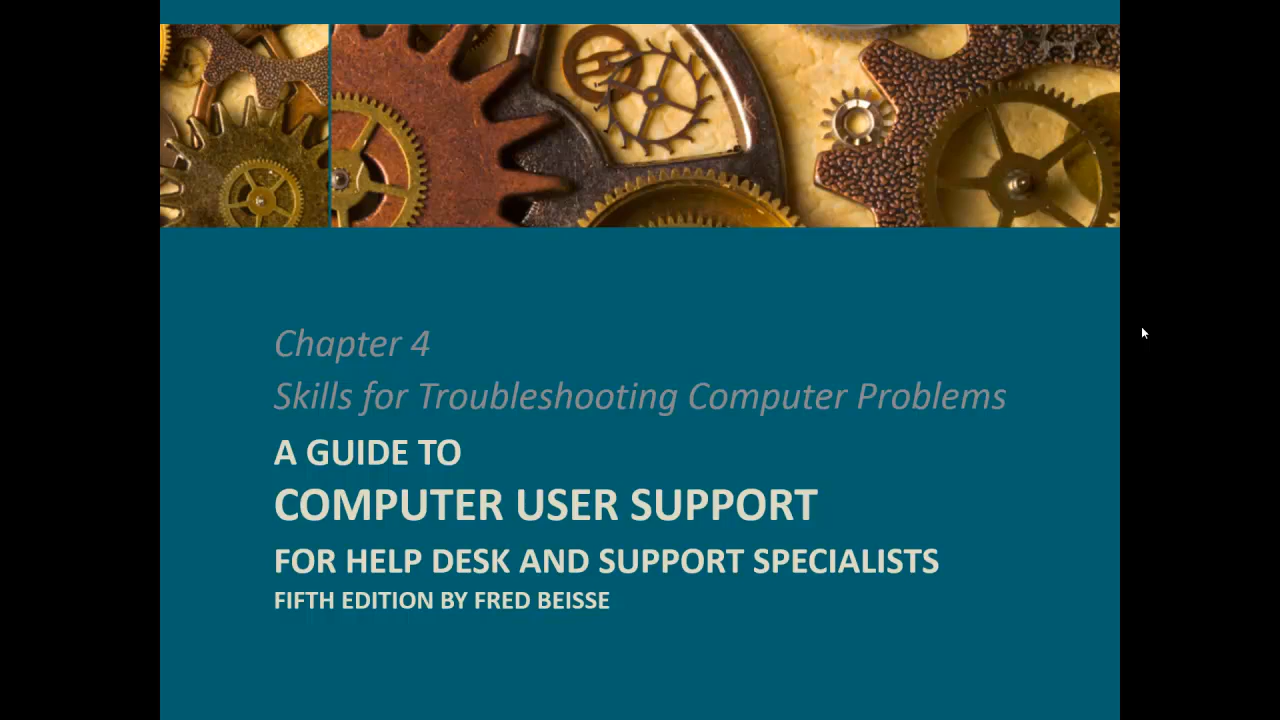 Chapter 4
Skills for Troubleshooting Computer Problems
A GUIDE TO
COMPUTER USER SUPPORT
FOR HELP DESK AND SUPPORT SPECIALISTS
FIFTH EDITION BY FRED BEISSE